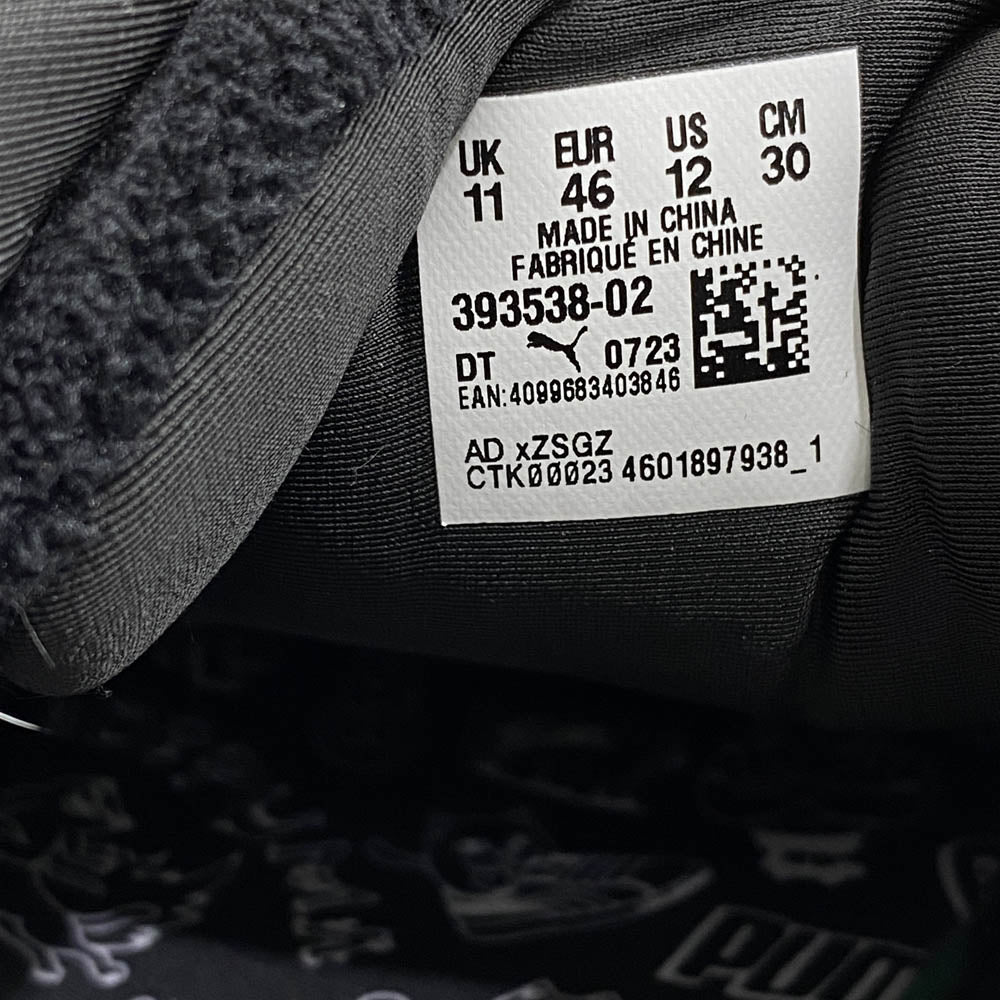 UK EUR US CM
11 46 12 30
MADE IN CHINA
FABRIQUÉ EN CHINE
393538-02
DT 0723
EAN:4099683403846
AD xZSGZ
CTK00023 4601897938_1